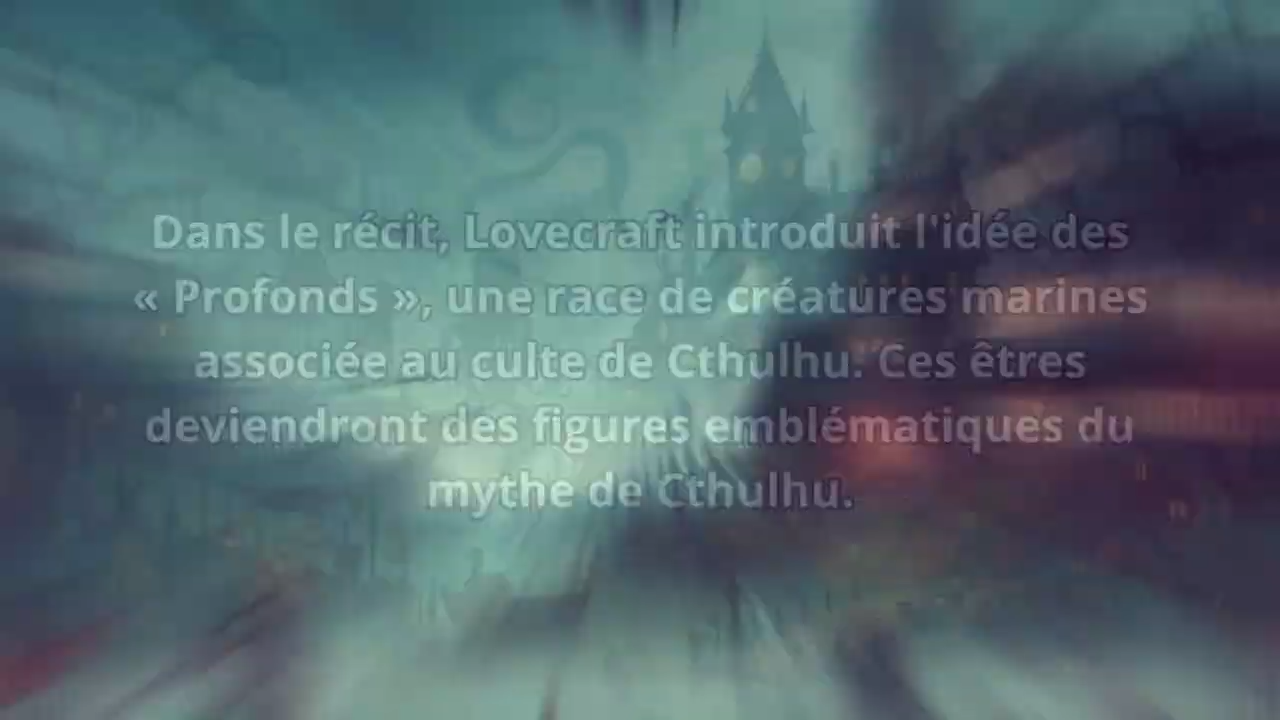 Dans le récit, Lovecraft introduit l'idée des
« Profonds », une race de créatures marines
associée au culte de Cthulhu. Ces êtres
deviendront des figures emblématiques du
mythe de Cthulhu.